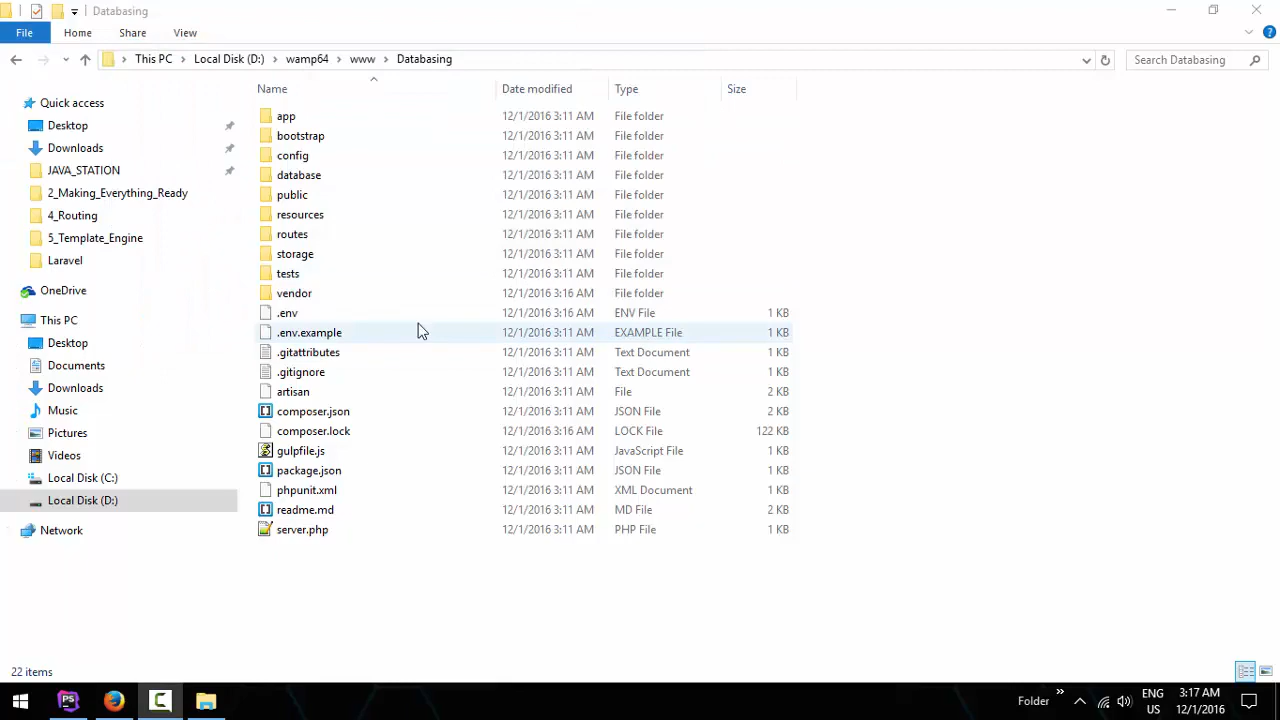 Databasing
File Home Share View
This PC Local Disk (D:) wamp64 www Databasing Search Databasing
Name Date modified Type Size
Quick access
Desktop
Downloads
JAVA_STATION
2_Making_Everything_Ready
4_Routing
5_Template_Engine
Laravel
OneDrive
This PC
Desktop
Documents
Downloads
Music
Pictures
Videos
Local Disk (C:)
Local Disk (D:)
Network
app 12/1/2016 3:11 AM File folder
bootstrap 12/1/2016 3:11 AM File folder
config 12/1/2016 3:11 AM File folder
database 12/1/2016 3:11 AM File folder
public 12/1/2016 3:11 AM File folder
resources 12/1/2016 3:11 AM File folder
routes 12/1/2016 3:11 AM File folder
storage 12/1/2016 3:11 AM File folder
tests 12/1/2016 3:11 AM File folder
vendor 12/1/2016 3:16 AM File folder
.env 12/1/2016 3:16 AM ENV File 1 KB
.env.example 12/1/2016 3:11 AM EXAMPLE File 1 KB
.gitattributes 12/1/2016 3:11 AM Text Document 1 KB
.gitignore 12/1/2016 3:11 AM Text Document 1 KB
artisan 12/1/2016 3:11 AM File 2 KB
composer.json 12/1/2016 3:11 AM JSON File 2 KB
composer.lock 12/1/2016 3:16 AM LOCK File 122 KB
gulpfile.js 12/1/2016 3:11 AM JavaScript File 1 KB
package.json 12/1/2016 3:11 AM JSON File 1 KB
phpunit.xml 12/1/2016 3:11 AM XML Document 1 KB
readme.md 12/1/2016 3:11 AM MD File 2 KB
server.php 12/1/2016 3:11 AM PHP File 1 KB
22 items
PS
Folder
ENG
US
3:17 AM
12/1/2016